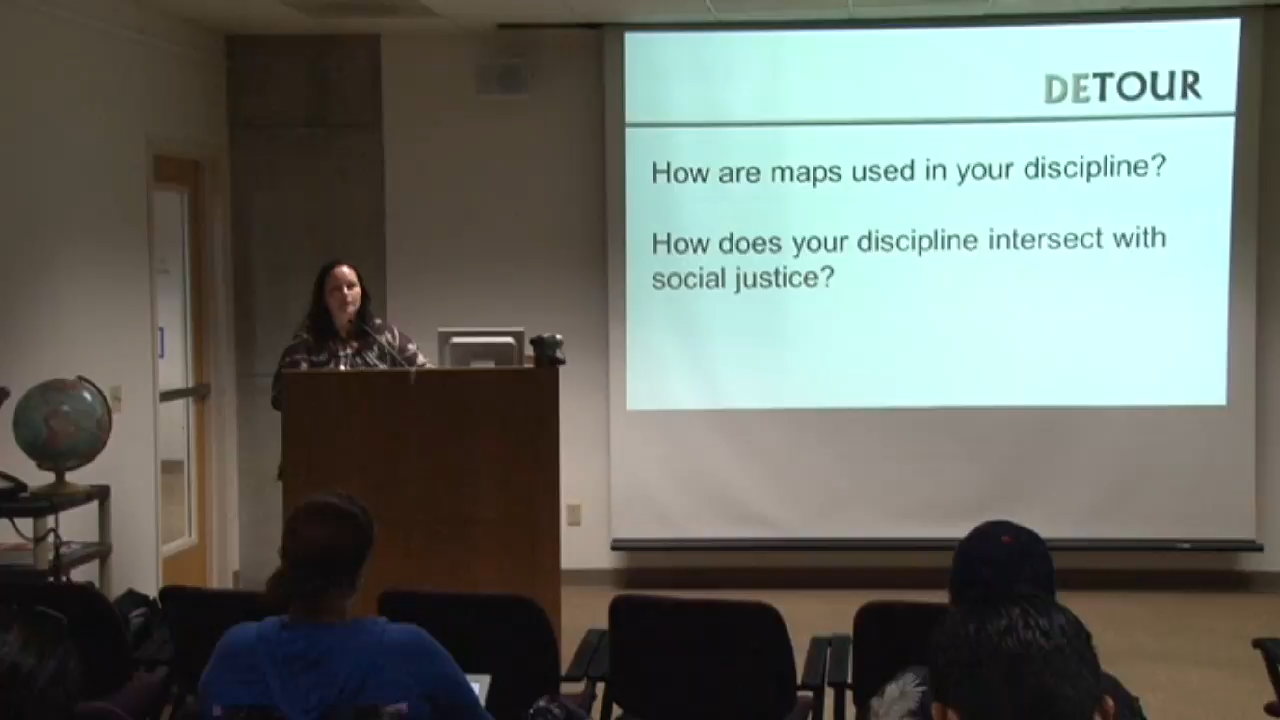 DETOUR
How are maps used in your discipline?
How does your discipline intersect with
social justice?